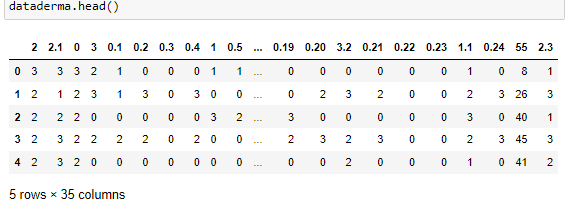 dataderma.head()
2 2.1 0 3 0.1 0.2 0.3 0.4 1 0.5 ... 0.19 0.20 3.2 0.21 0.22 0.23 1.1 0.24 55 2.3
0 3 3 3 2 1 0 0 0 1 1 ... 0 0 0 0 0 0 1 0 8 1
1 2 1 2 3 1 3 0 3 0 0 ... 0 2 3 2 0 0 2 3 26 3
2 2 2 2 0 0 0 0 0 3 2 ... 3 0 0 0 0 0 3 0 40 1
3 2 3 2 2 2 2 0 2 0 0 ... 2 3 2 3 0 0 2 3 45 3
4 2 3 2 0 0 0 0 0 0 0 ... 0 0 2 0 0 0 1 0 41 2
5 rows × 35 columns